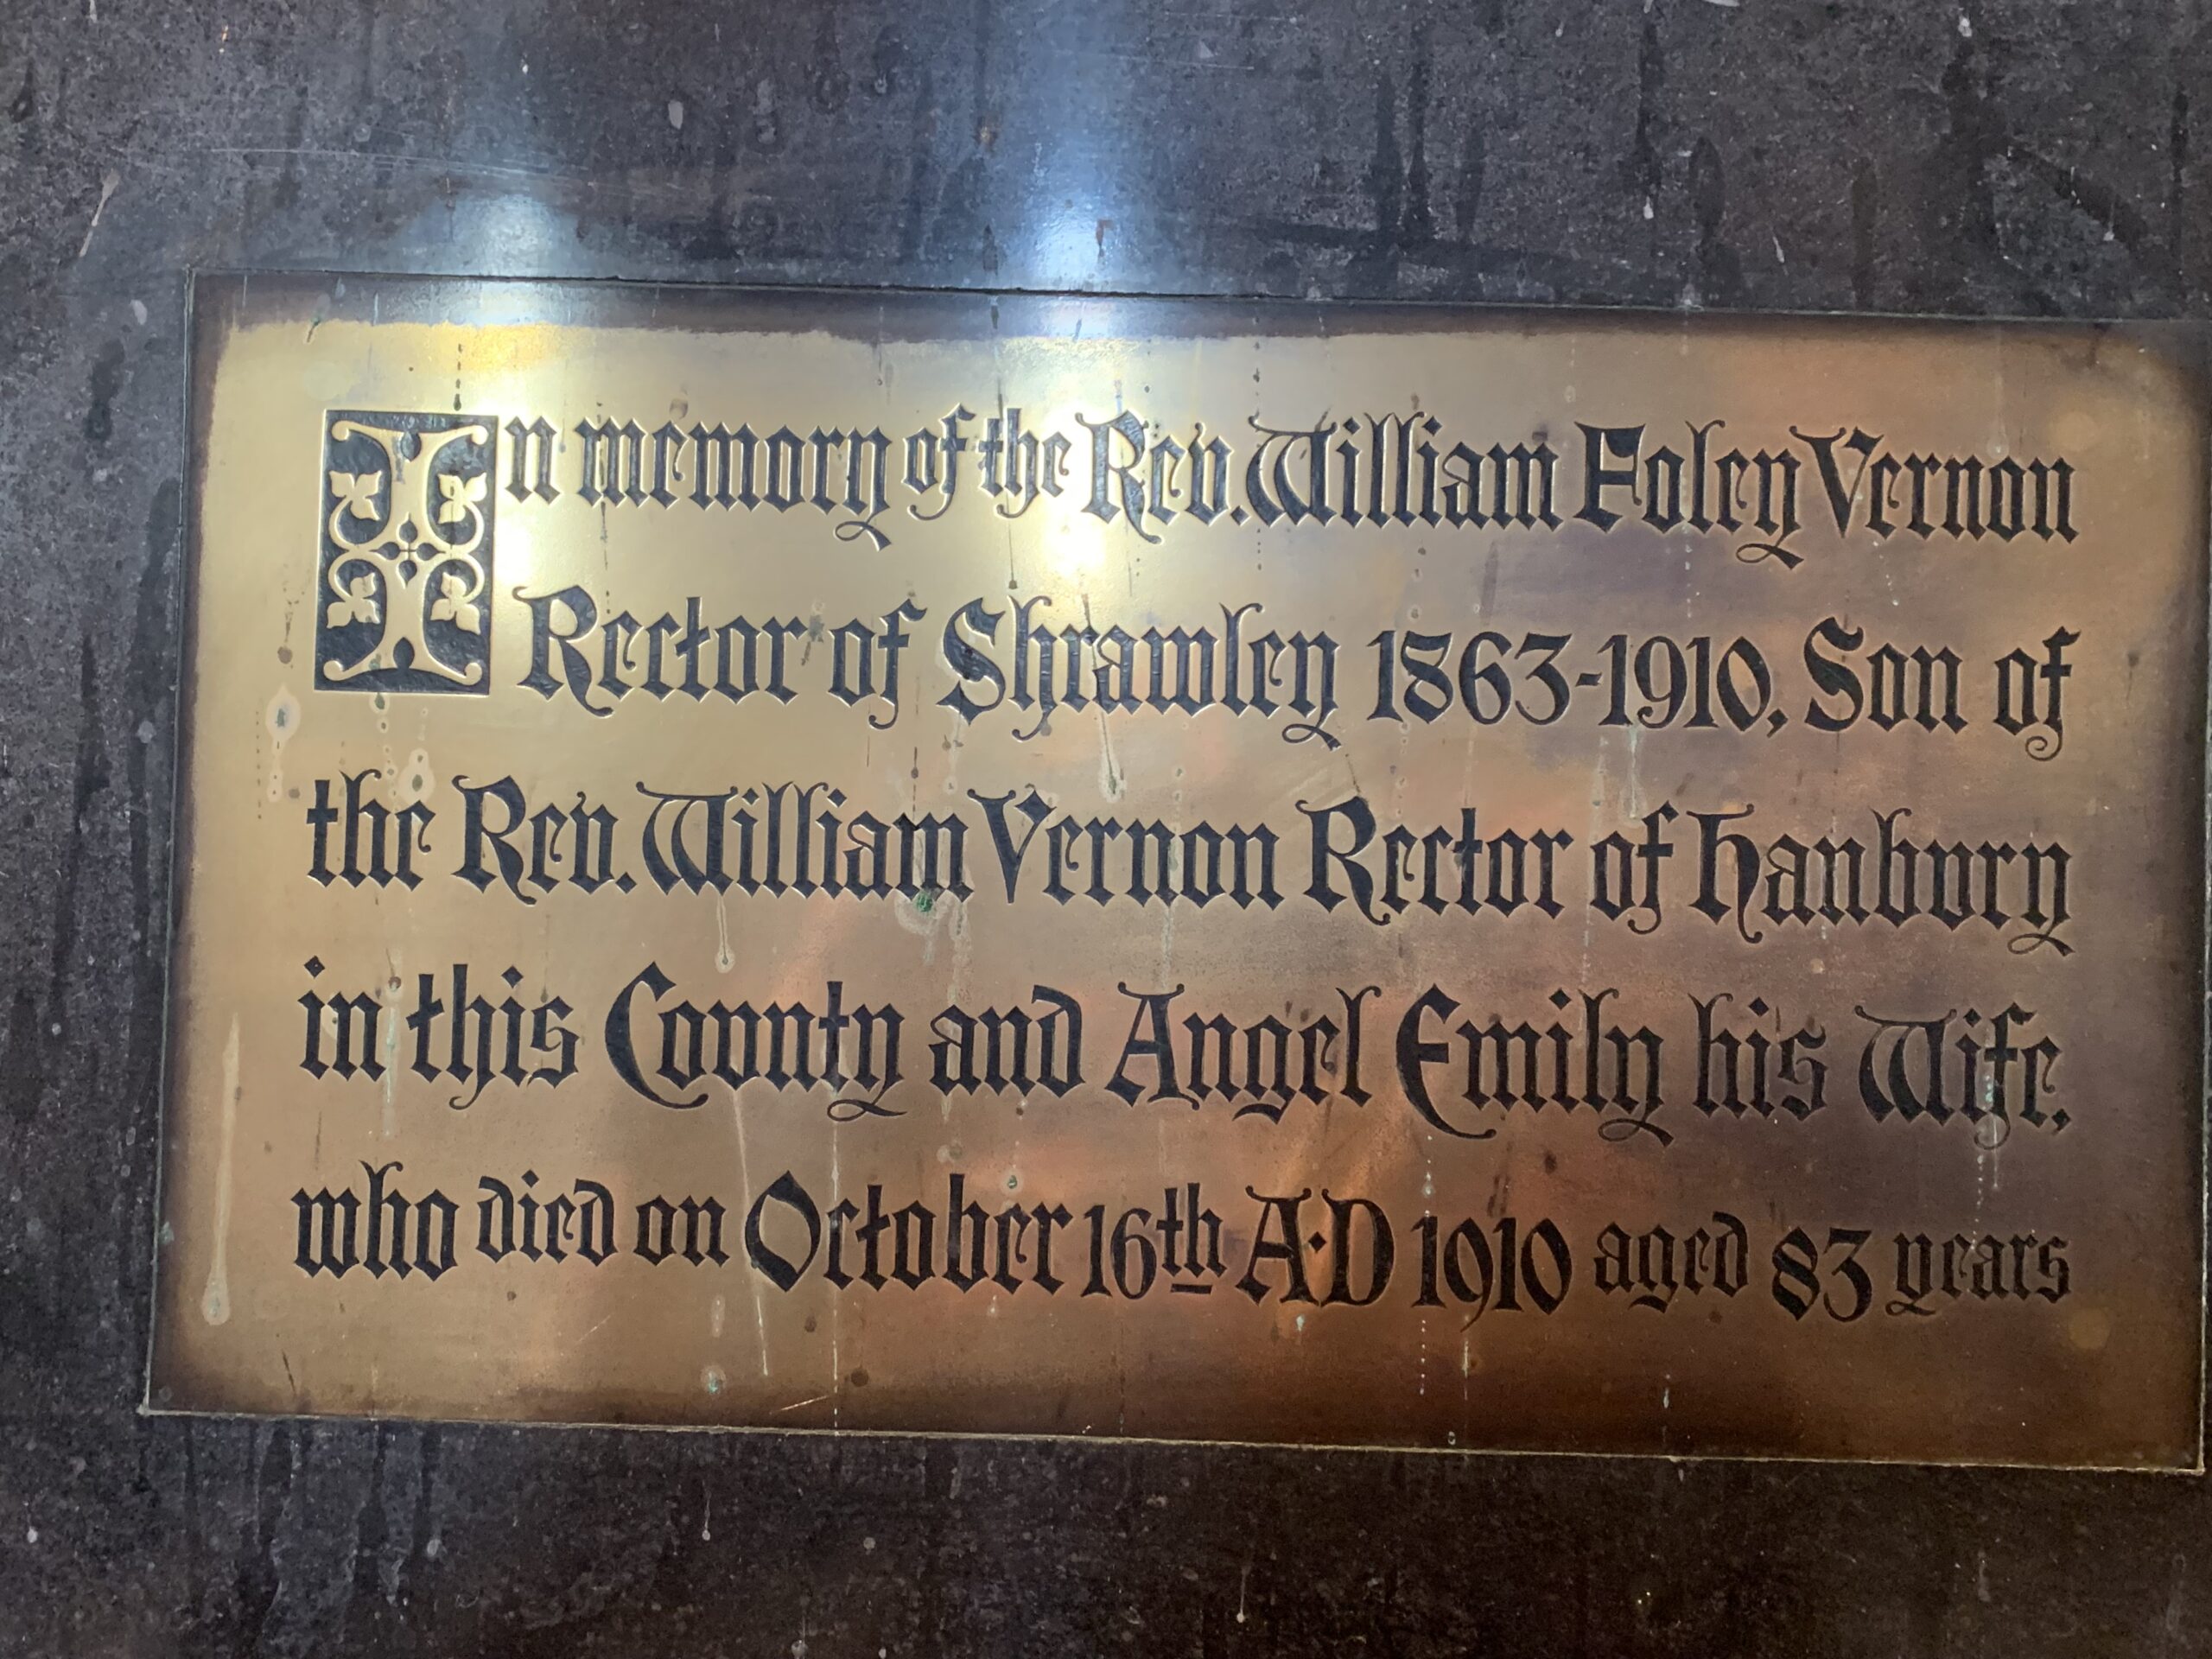 In memory of the Rev. William Foley Vernon
Rector of Shrawley 1863-1910, Son of
the Rev. William Vernon Rector of Hanbury
in this County and Angel Emily his Wife,
who died on October 16th A·D 1910 aged 83 years